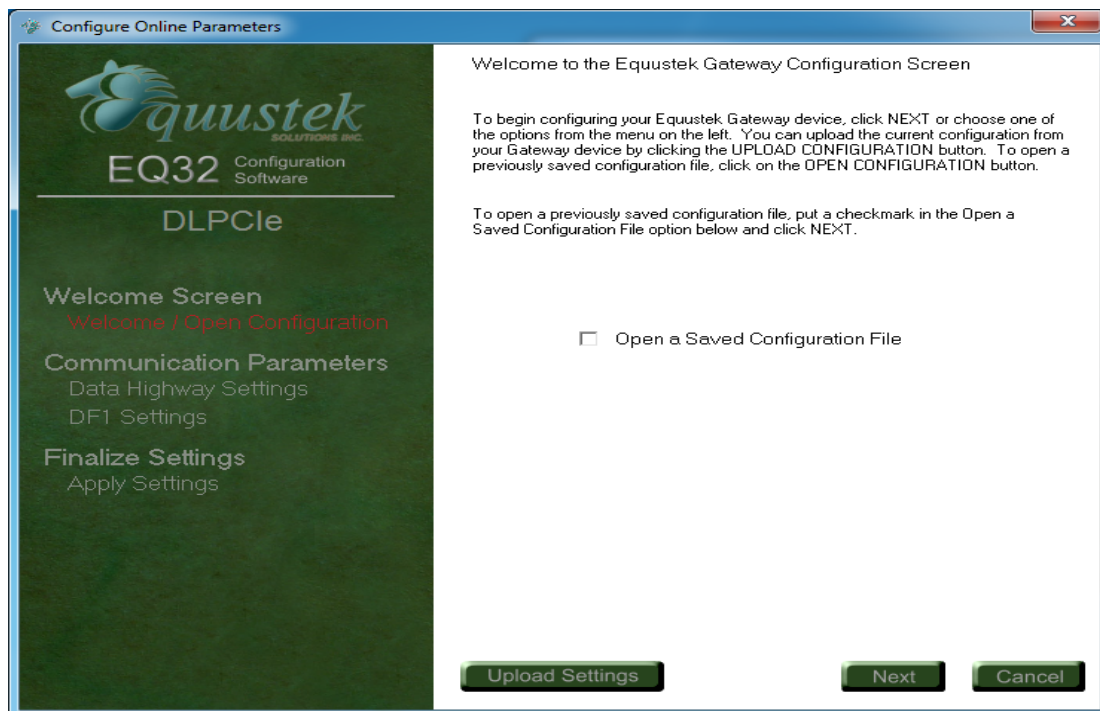 Configure Online Parameters
Equustek
SOLUTIONS INC.
EQ32 Configuration Software
DLPCIe
Welcome Screen
Welcome / Open Configuration
Communication Parameters
Data Highway Settings
DF1 Settings
Finalize Settings
Apply Settings
Welcome to the Equustek Gateway Configuration Screen
To begin configuring your Equustek Gateway device, click NEXT or choose one of
the options from the menu on the left. You can upload the current configuration from
your Gateway device by clicking the UPLOAD CONFIGURATION button. To open a
previously saved configuration file, click on the OPEN CONFIGURATION button.
To open a previously saved configuration file, put a checkmark in the Open a
Saved Configuration File option below and click NEXT.
Open a Saved Configuration File
Upload Settings
Next
Cancel